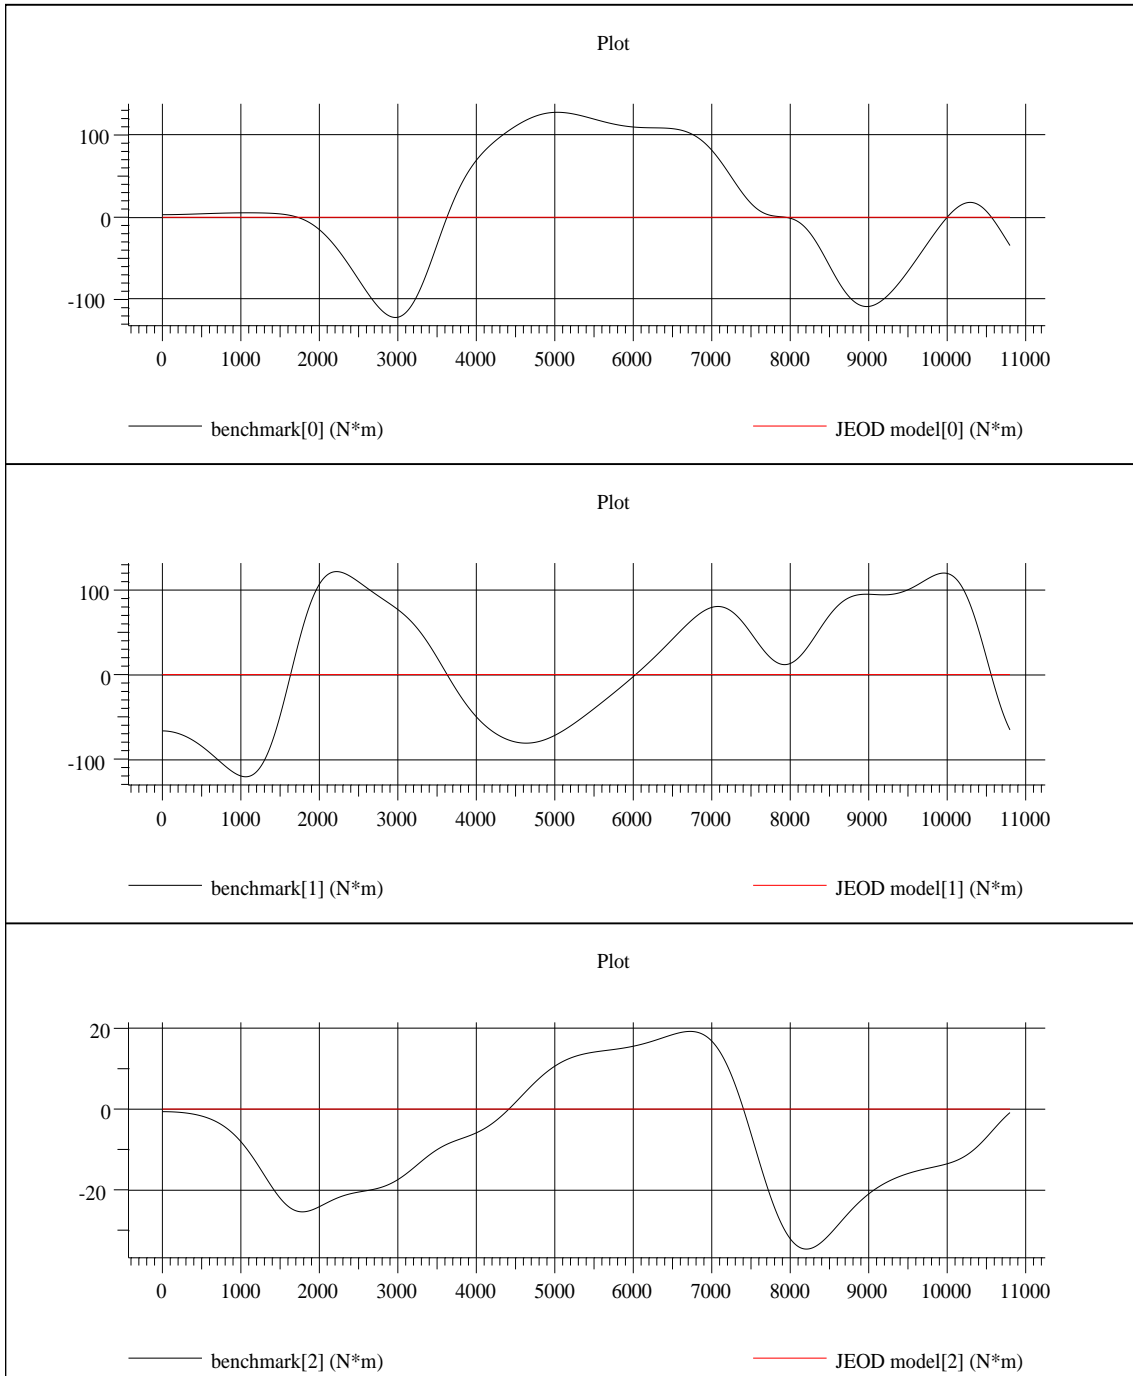 Plot
100
0
-100
0 1000 2000 3000 4000 5000 6000 7000 8000 9000 10000 11000
benchmark[0] (N*m) JEOD model[0] (N*m)
Plot
100
0
-100
0 1000 2000 3000 4000 5000 6000 7000 8000 9000 10000 11000
benchmark[1] (N*m) JEOD model[1] (N*m)
Plot
20
0
-20
0 1000 2000 3000 4000 5000 6000 7000 8000 9000 10000 11000
benchmark[2] (N*m) JEOD model[2] (N*m)